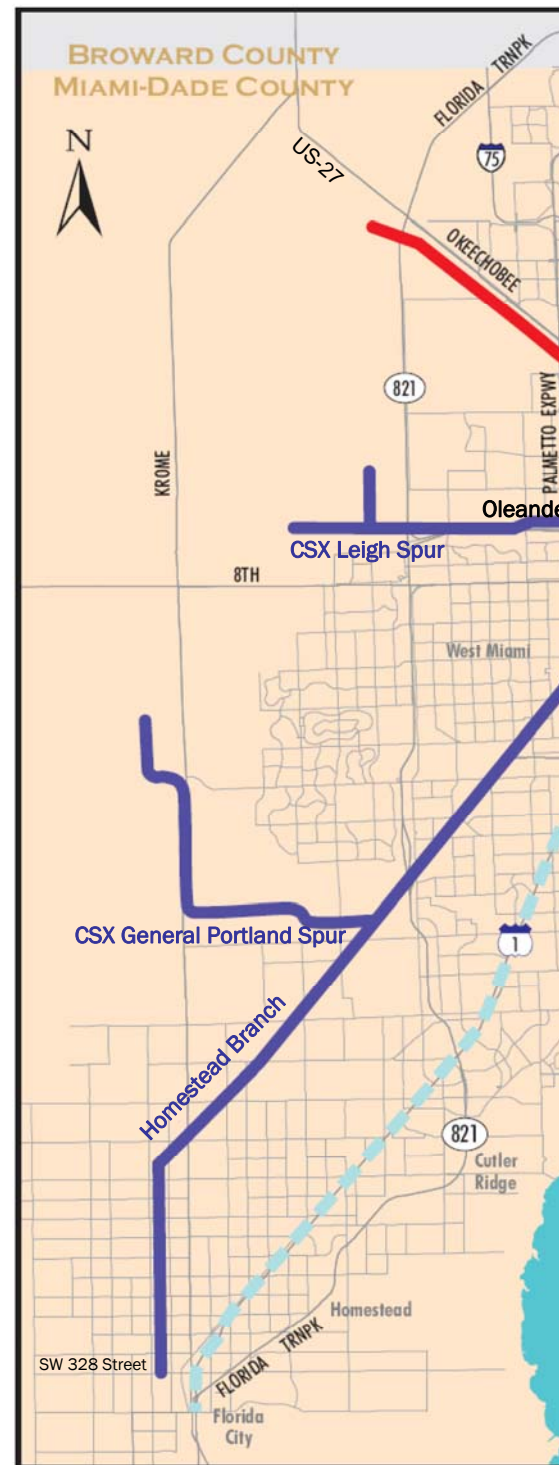 BROWARD COUNTY
MIAMI-DADE COUNTY
N
FLORIDA TRNPK
75
US-27
OKEECHOBEE
821
PALMETTO EXPWY
KROME
Oleande
CSX Leigh Spur
8TH
West Miami
CSX General Portland Spur
1
Homestead Branch
821
Cutler
Ridge
Homestead
SW 328 Street
FLORIDA TRNPK
Florida
City